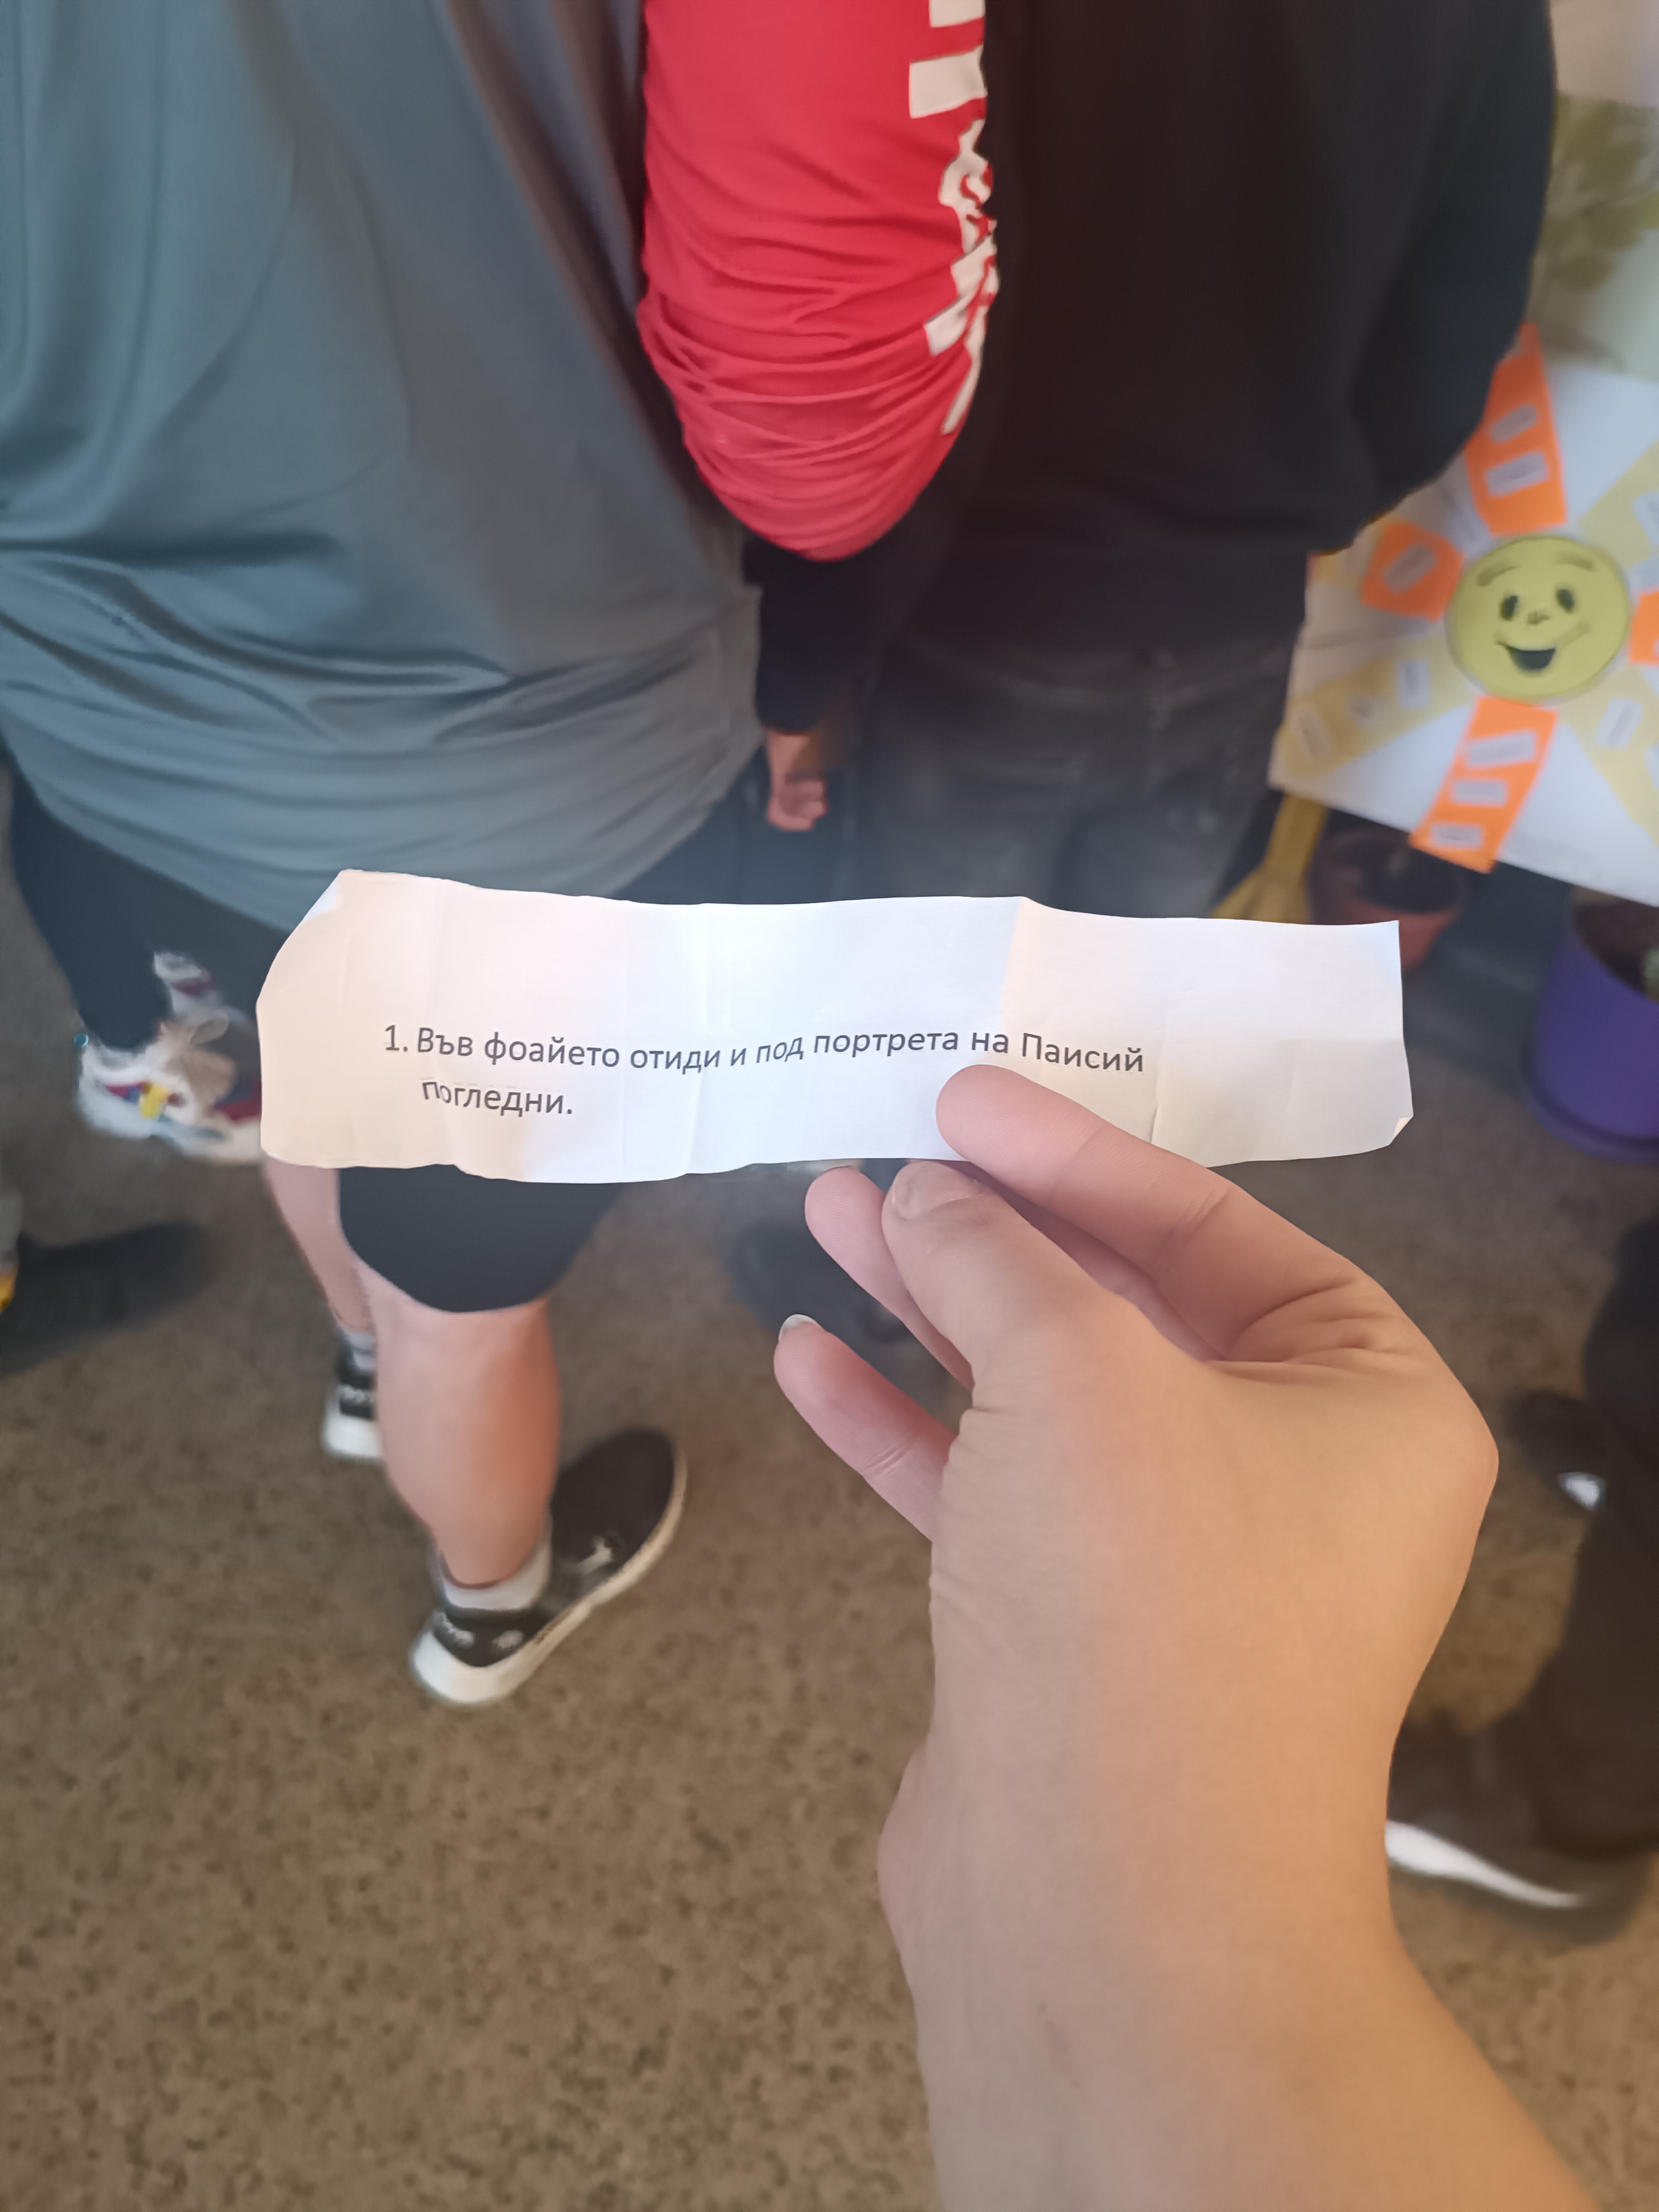 1. Във фоайето отиди и под портрета на Паисий
погледни.